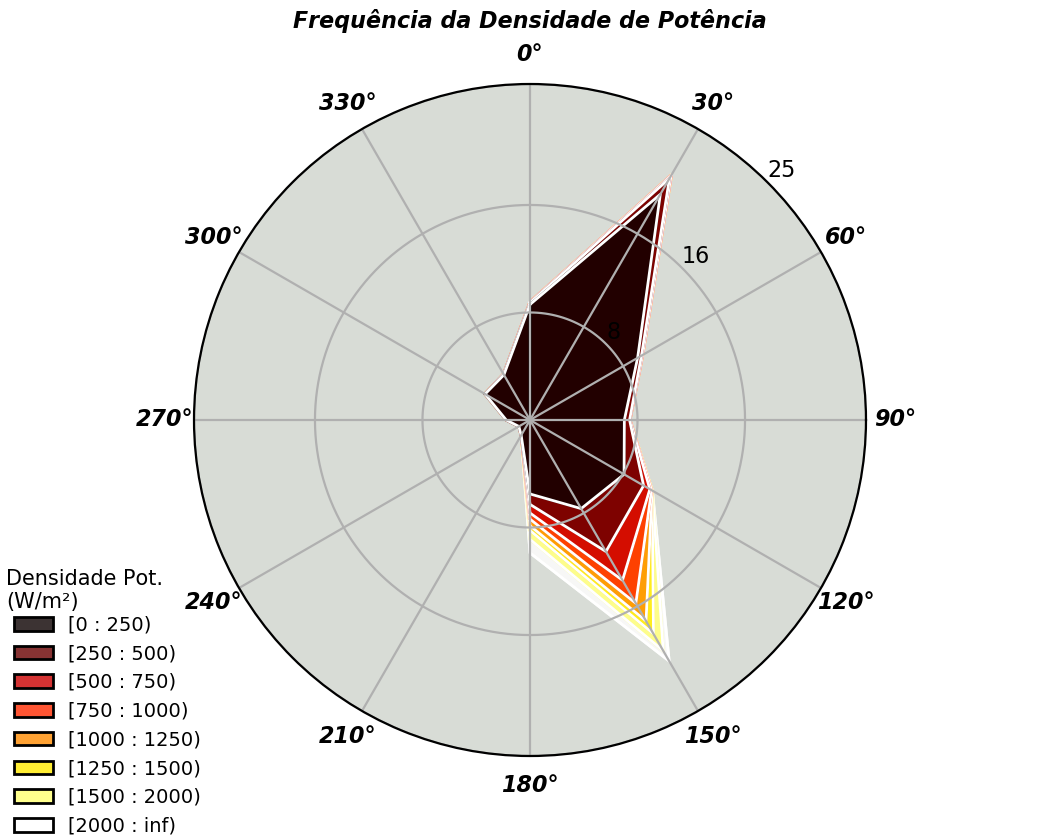 Frequência da Densidade de Potência
0°
330°
30°
25
300°
60°
16
8
270°
90°
240°
120°
210°
150°
180°
Densidade Pot.
(W/m²)
[0 : 250)
[250 : 500)
[500 : 750)
[750 : 1000)
[1000 : 1250)
[1250 : 1500)
[1500 : 2000)
[2000 : inf)